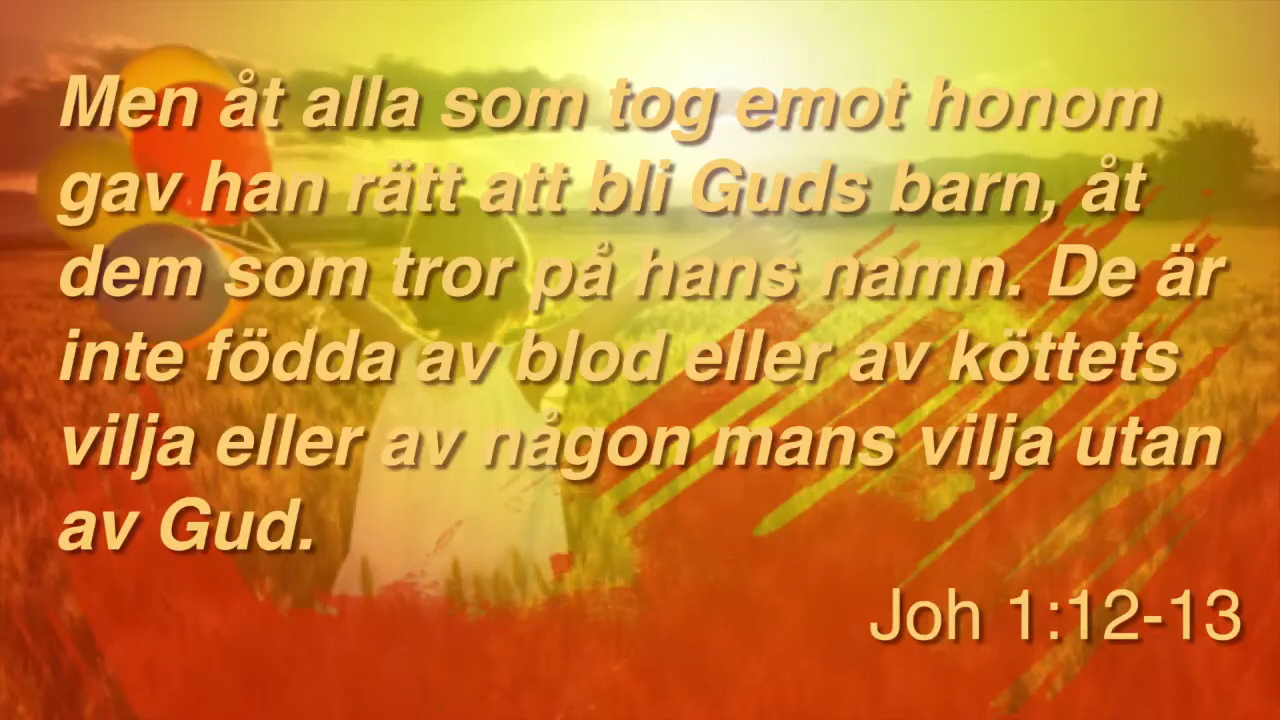 Men åt alla som tog emot honom
gav han rätt att bli Guds barn, åt
dem som tror på hans namn. De är
inte födda av blod eller av köttets
vilja eller av någon mans vilja utan
av Gud.
Joh 1:12-13